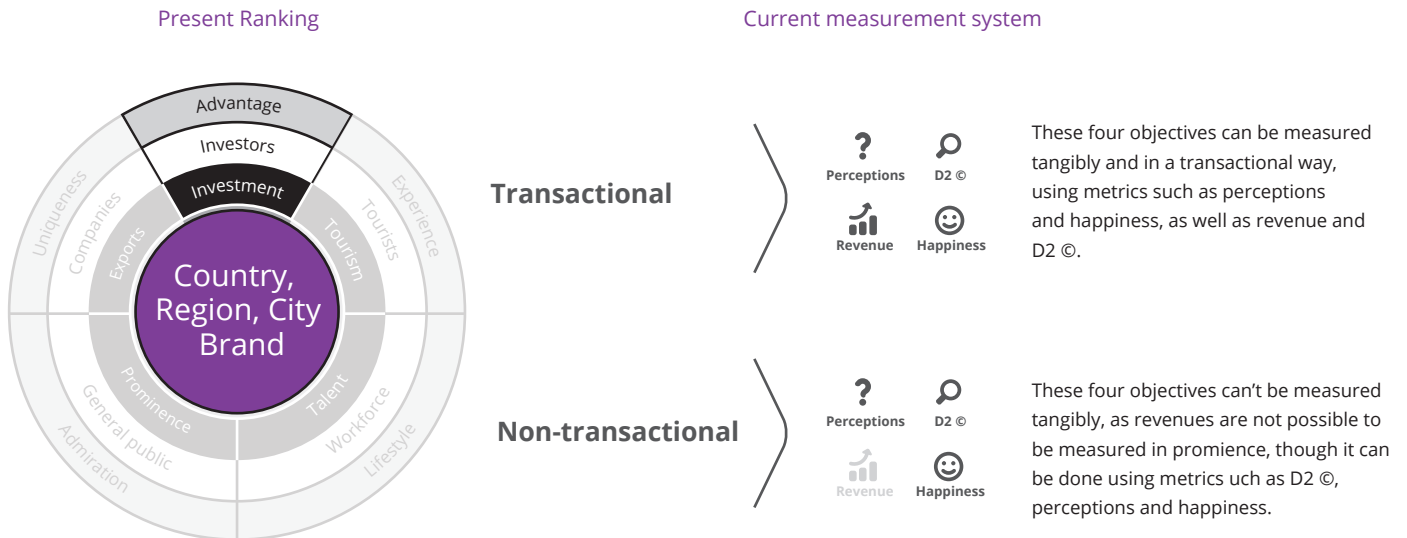 Present Ranking
Current measurement system
Advantage
Investors
Investment
Uniqueness
Companies
Exports
Experience
Tourists
Tourism
Country,
Region, City
Brand
Prominence
General public
Admiration
Talent
Workforce
Lifestyle
Transactional
Perceptions
D2 ©
Revenue
Happiness
These four objectives can be measured
tangibly and in a transactional way,
using metrics such as perceptions
and happiness, as well as revenue and
D2 ©.
Non-transactional
Perceptions
D2 ©
Revenue
Happiness
These four objectives can’t be measured
tangibly, as revenues are not possible to
be measured in promience, though it can
be done using metrics uch as D2 ©,
perceptions and happiness.